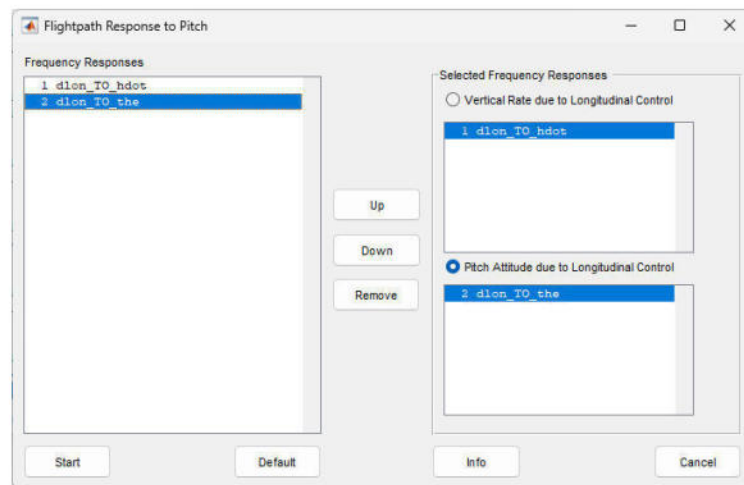 Flightpath Response to Pitch
Frequency Responses
1 dlon_TO_hdot
2 dlon_TO_the
Up
Down
Remove
Selected Frequency Responses
Vertical Rate due to Longitudinal Control
1 dlon_TO_hdot
Pitch Attitude due to Longitudinal Control
2 dlon_TO_the
Start
Default
Info
Cancel